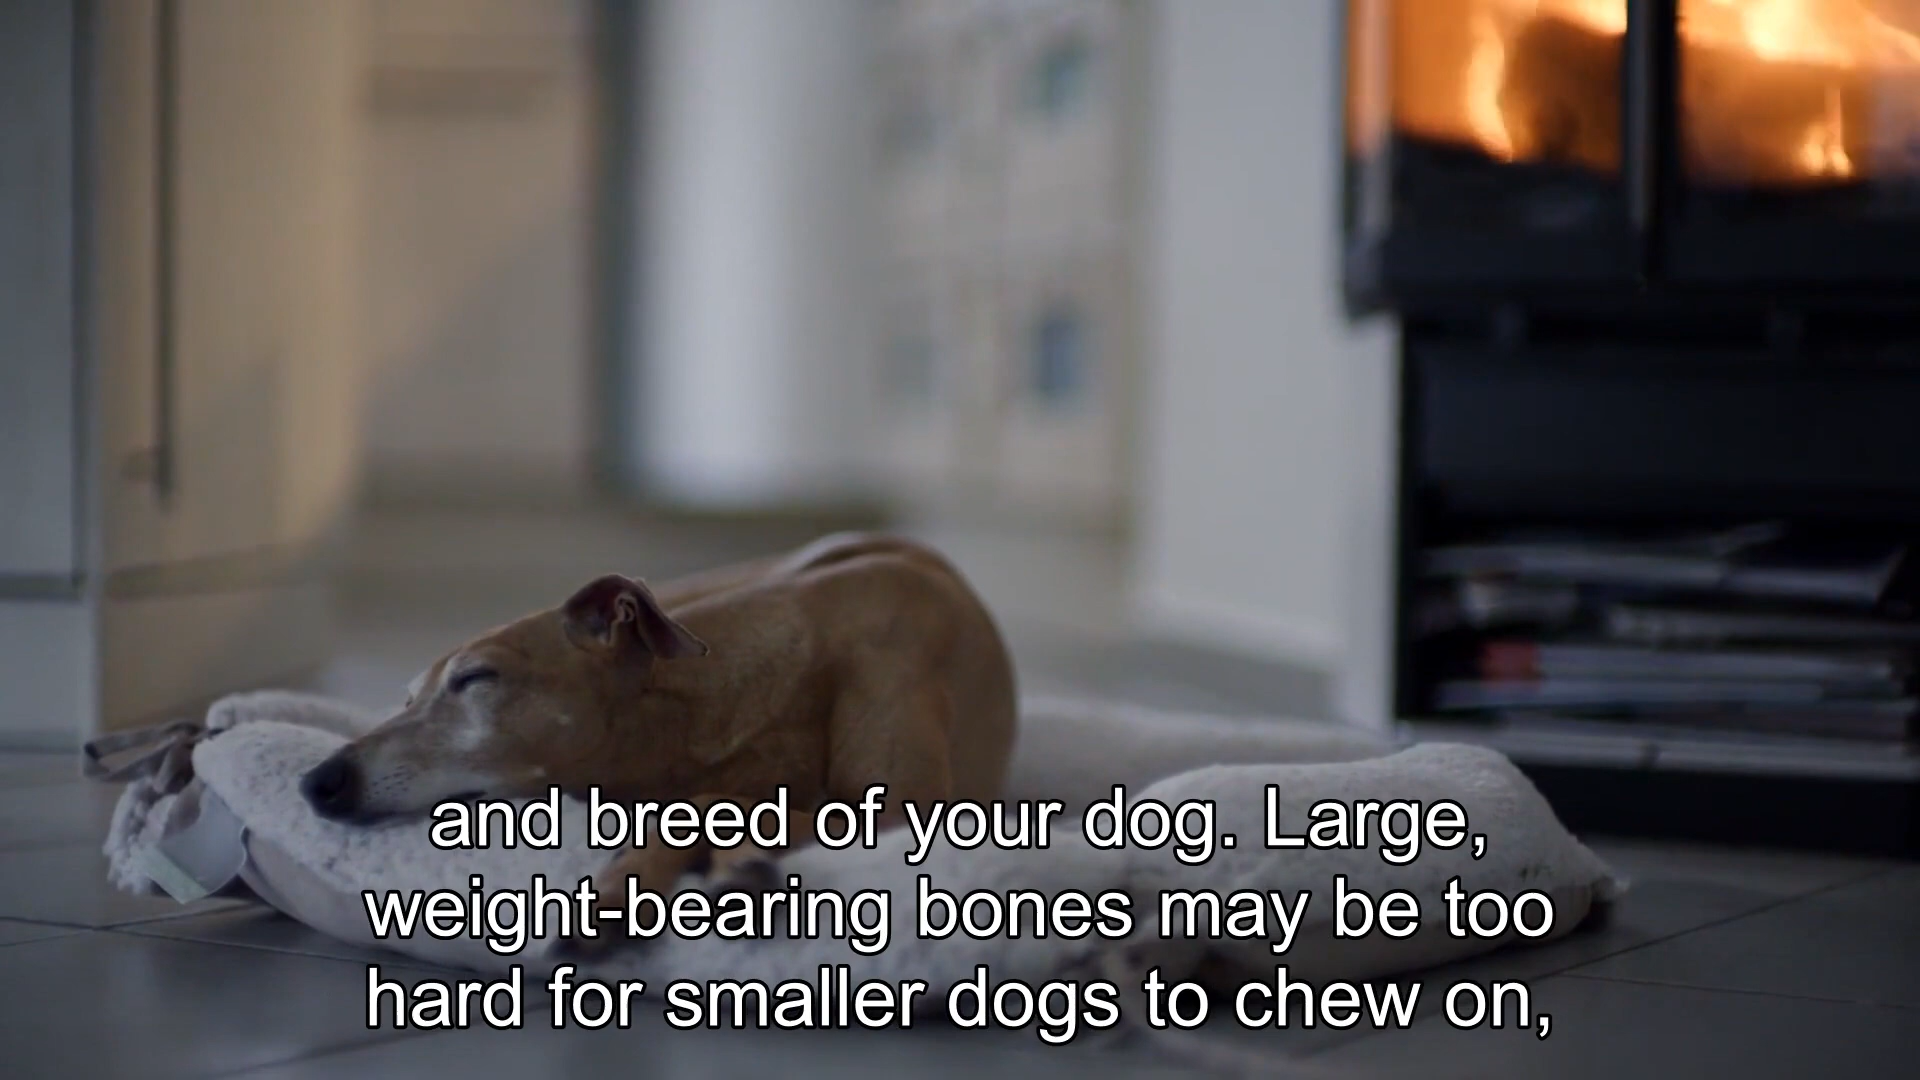 and breed of your dog. Large,
weight-bearing bones may be too
hard for smaller dogs to chew on,